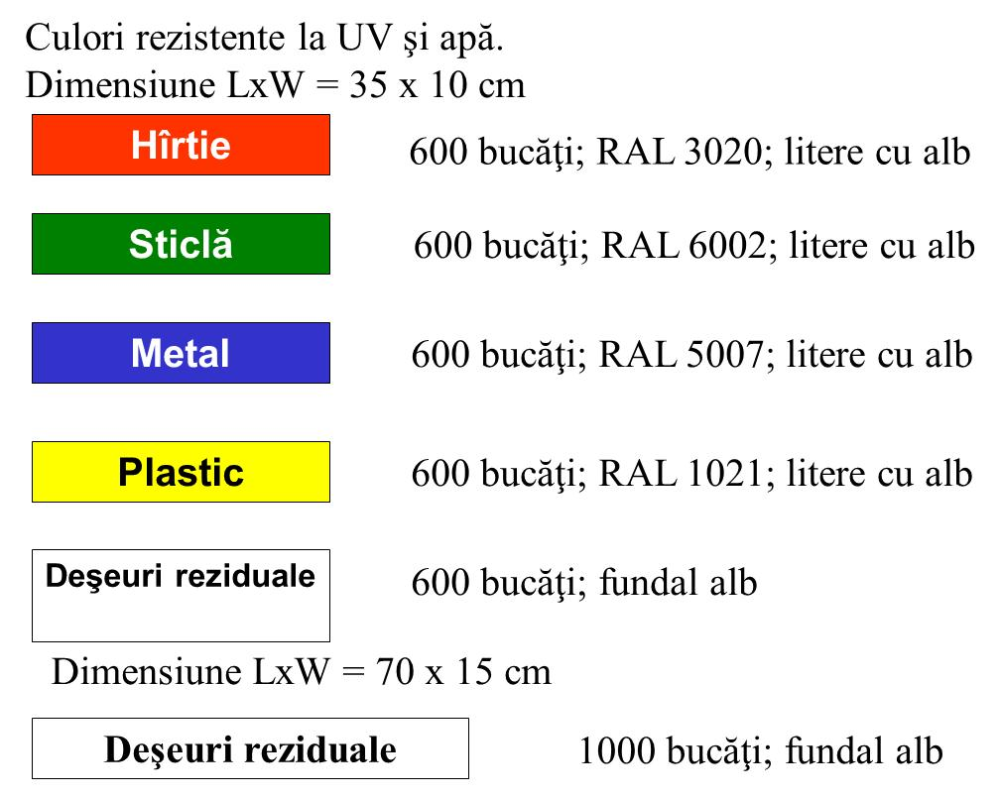 Culori rezistente la UV şi apă.
Dimensiune LxW = 35 x 10 cm
Hîrtie 600 bucăţi; RAL 3020; litere cu alb
Sticlă 600 bucăţi; RAL 6002; litere cu alb
Metal 600 bucăţi; RAL 5007; litere cu alb
Plastic 600 bucăţi; RAL 1021; litere cu alb
Deşeuri reziduale 600 bucăţi; fundal alb
Dimensiune LxW = 70 x 15 cm
Deşeuri reziduale 1000 bucăţi; fundal alb